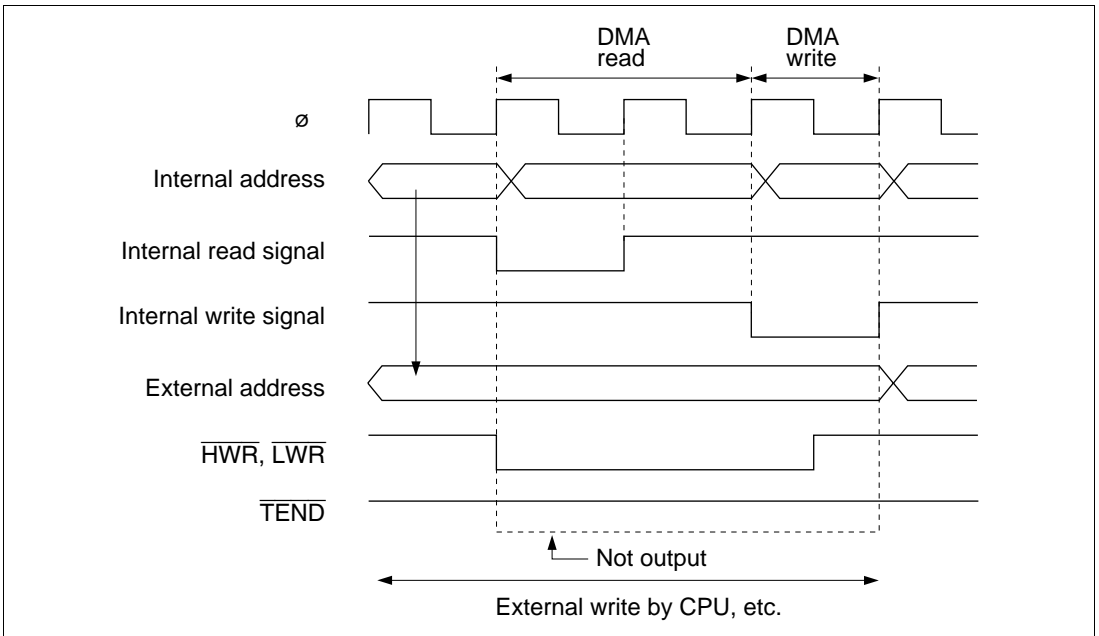 DMA
read
DMA
write
ø
Internal address
Internal read signal
Internal write signal
External address
HWR, LWR
TEND
Not output
External write by CPU, etc.